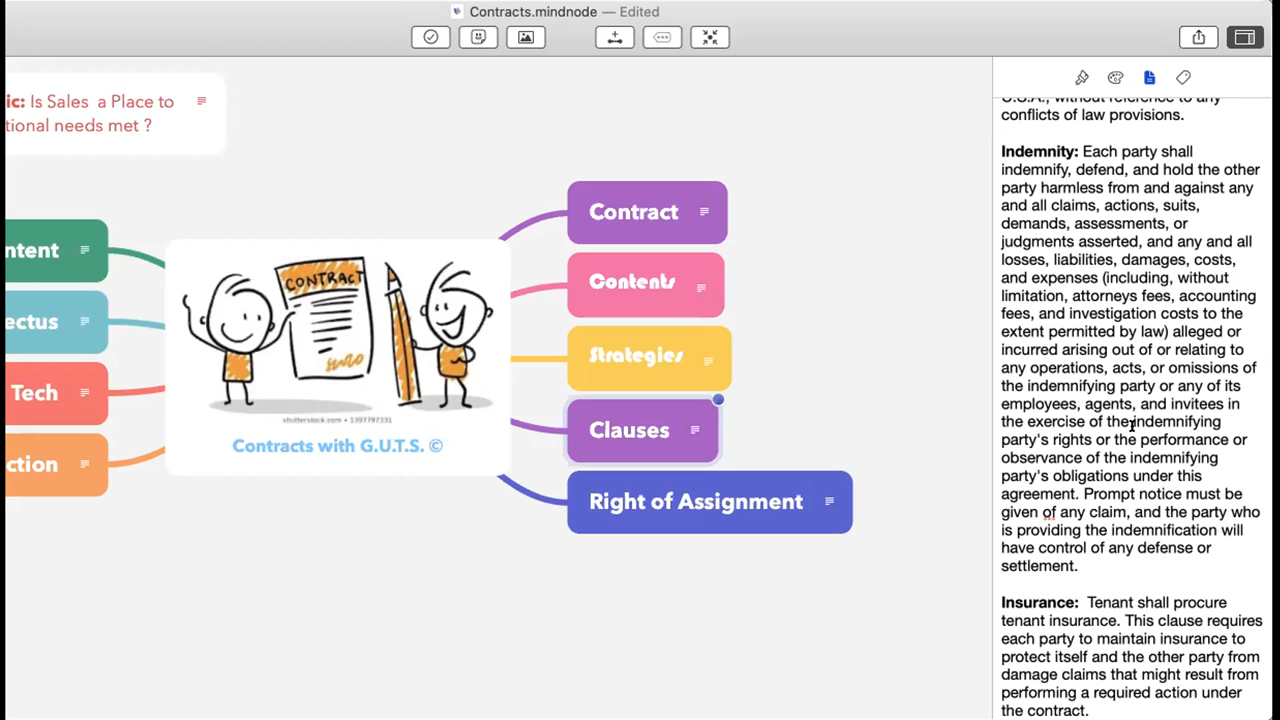 Contracts.mindnode — Edited
ic: Is Sales a Place to
tional needs met ?
ntent
ectus
Tech
ction
CONTRACT
shutterstock.com • 1397797331
Contracts with G.U.T.S. ©
Contract
Contents
Strategies
Clauses
Right of Assignment
U.S.A., without reference to any
conflicts of law provisions.
Indemnity: Each party shall
indemnify, defend, and hold the other
party harmless from and against any
and all claims, actions, suits,
demands, assessments, or
judgments asserted, and any and all
losses, liabilities, damages, costs,
and expenses (including, without
limitation, attorneys fees, accounting
fees, and investigation costs to the
extent permitted by law) alleged or
incurred arising out of or relating to
any operations, acts, or omissions of
the indemnifying party or any of its
employees, agents, and invitees in
the exercise of the indemnifying
party's rights or the performance or
observance of the indemnifying
party's obligations under this
agreement. Prompt notice must be
given of any claim, and the party who
is providing the indemnification will
have control of any defense or
settlement.
Insurance: Tenant shall procure
tenant insurance. This clause requires
each party to maintain insurance to
protect itself and the other party from
damage claims that might result from
performing a required action under
the contract.